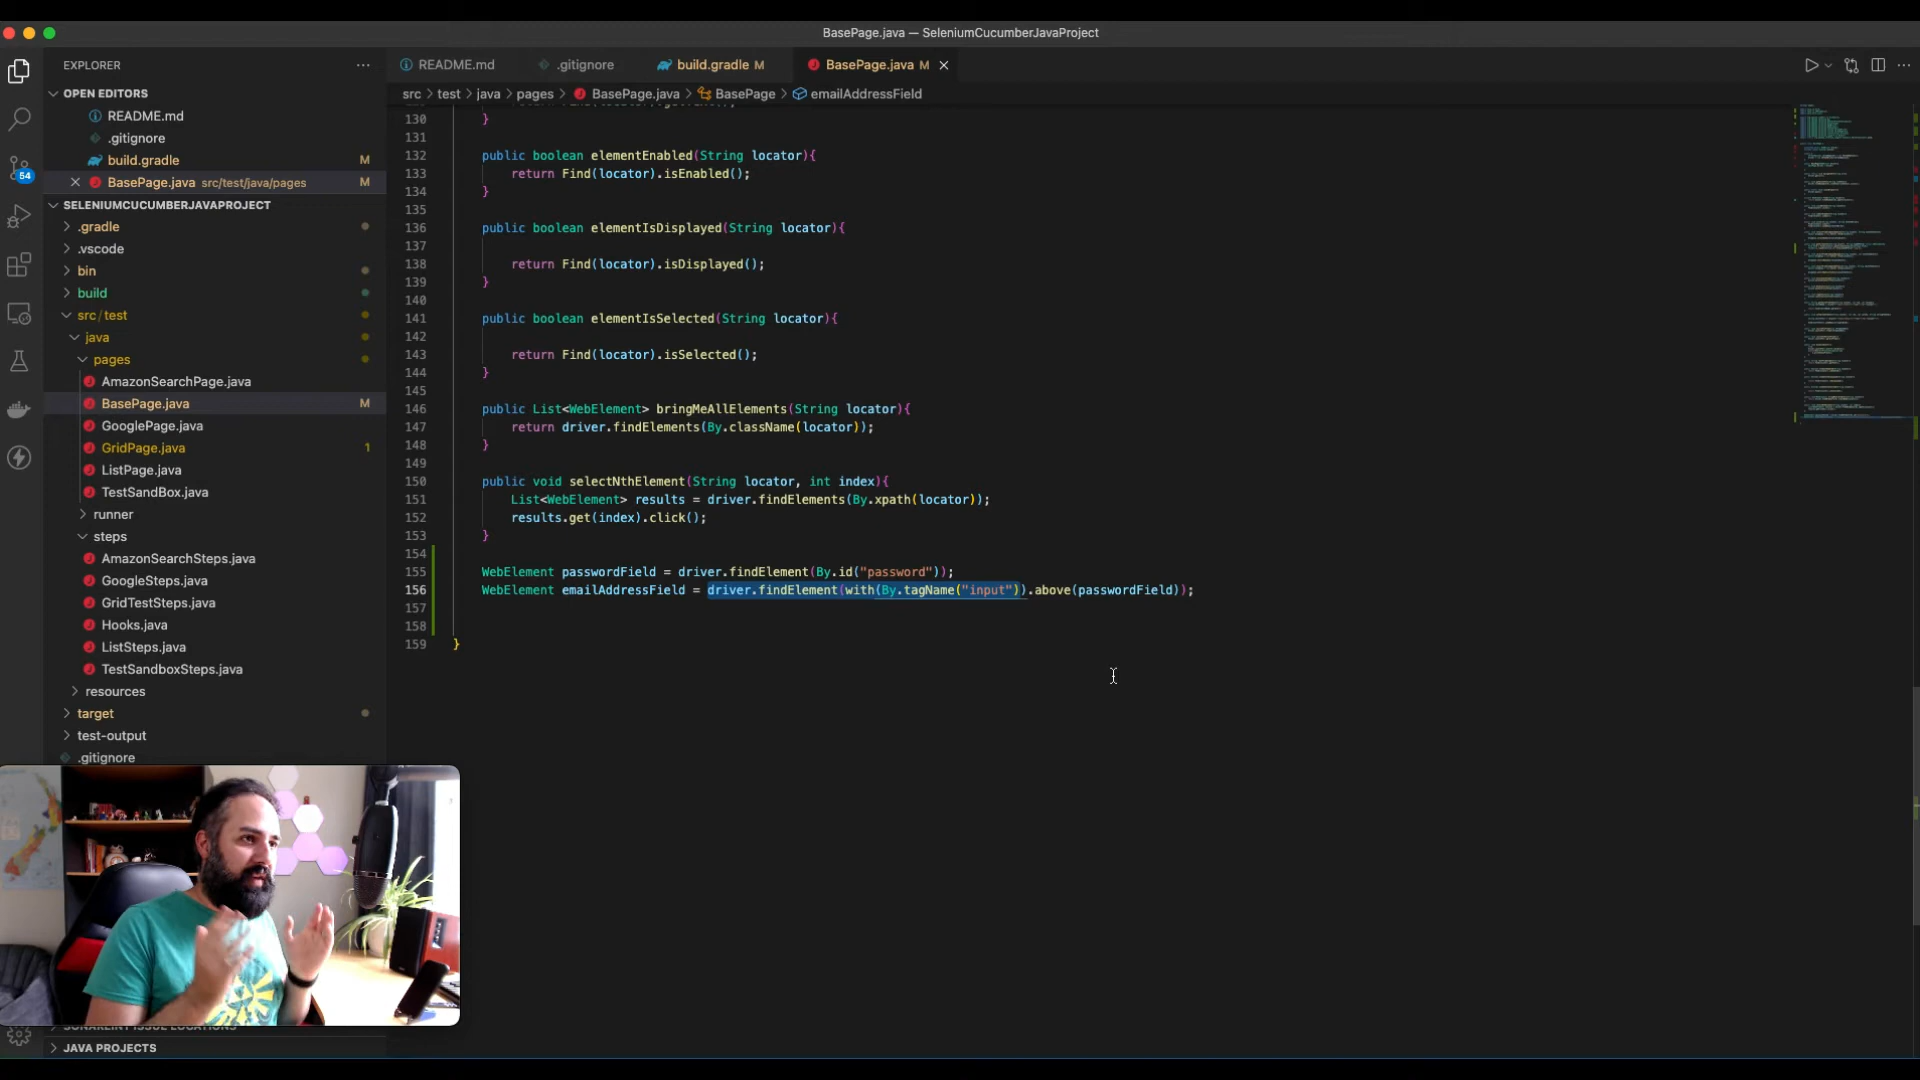 BasePage.java — SeleniumCucumberJavaProject
EXPLORER
README.md
.gitignore
build.gradle M
BasePage.java M
src > test > java > pages > BasePage.java > BasePage > emailAddressField
OPEN EDITORS
README.md
.gitignore
build.gradle M
BasePage.java src/test/java/pages M
54
SELENIUMCUCUMBERJAVAPROJECT
.gradle
.vscode
bin
build
src/test
java
pages
AmazonSearchPage.java
BasePage.java M
GooglePage.java
GridPage.java 1
ListPage.java
TestSandBox.java
runner
steps
AmazonSearchSteps.java
GoogleSteps.java
GridTestSteps.java
Hooks.java
ListSteps.java
TestSandboxSteps.java
resources
target
test-output
.gitignore
JAVA PROJECTS
130 }
131
132 public boolean elementEnabled(String locator){
133 return Find(locator).isEnabled();
134 }
135
136 public boolean elementIsDisplayed(String locator){
137
138 return Find(locator).isDisplayed();
139 }
140
141 public boolean elementIsSelected(String locator){
142
143 return Find(locator).isSelected();
144 }
145
146 public List<WebElement> bringMeAllElements(String locator){
147 return driver.findElements(By.className(locator));
148 }
149
150 public void selectNthElement(String locator, int index){
151 List<WebElement> results = driver.findElements(By.xpath(locator));
152 results.get(index).click();
153 }
154
155 WebElement passwordField = driver.findElement(By.id("password"));
156 WebElement emailAddressField = driver.findElement(with(By.tagName("input")).above(passwordField));
157
158
159 }